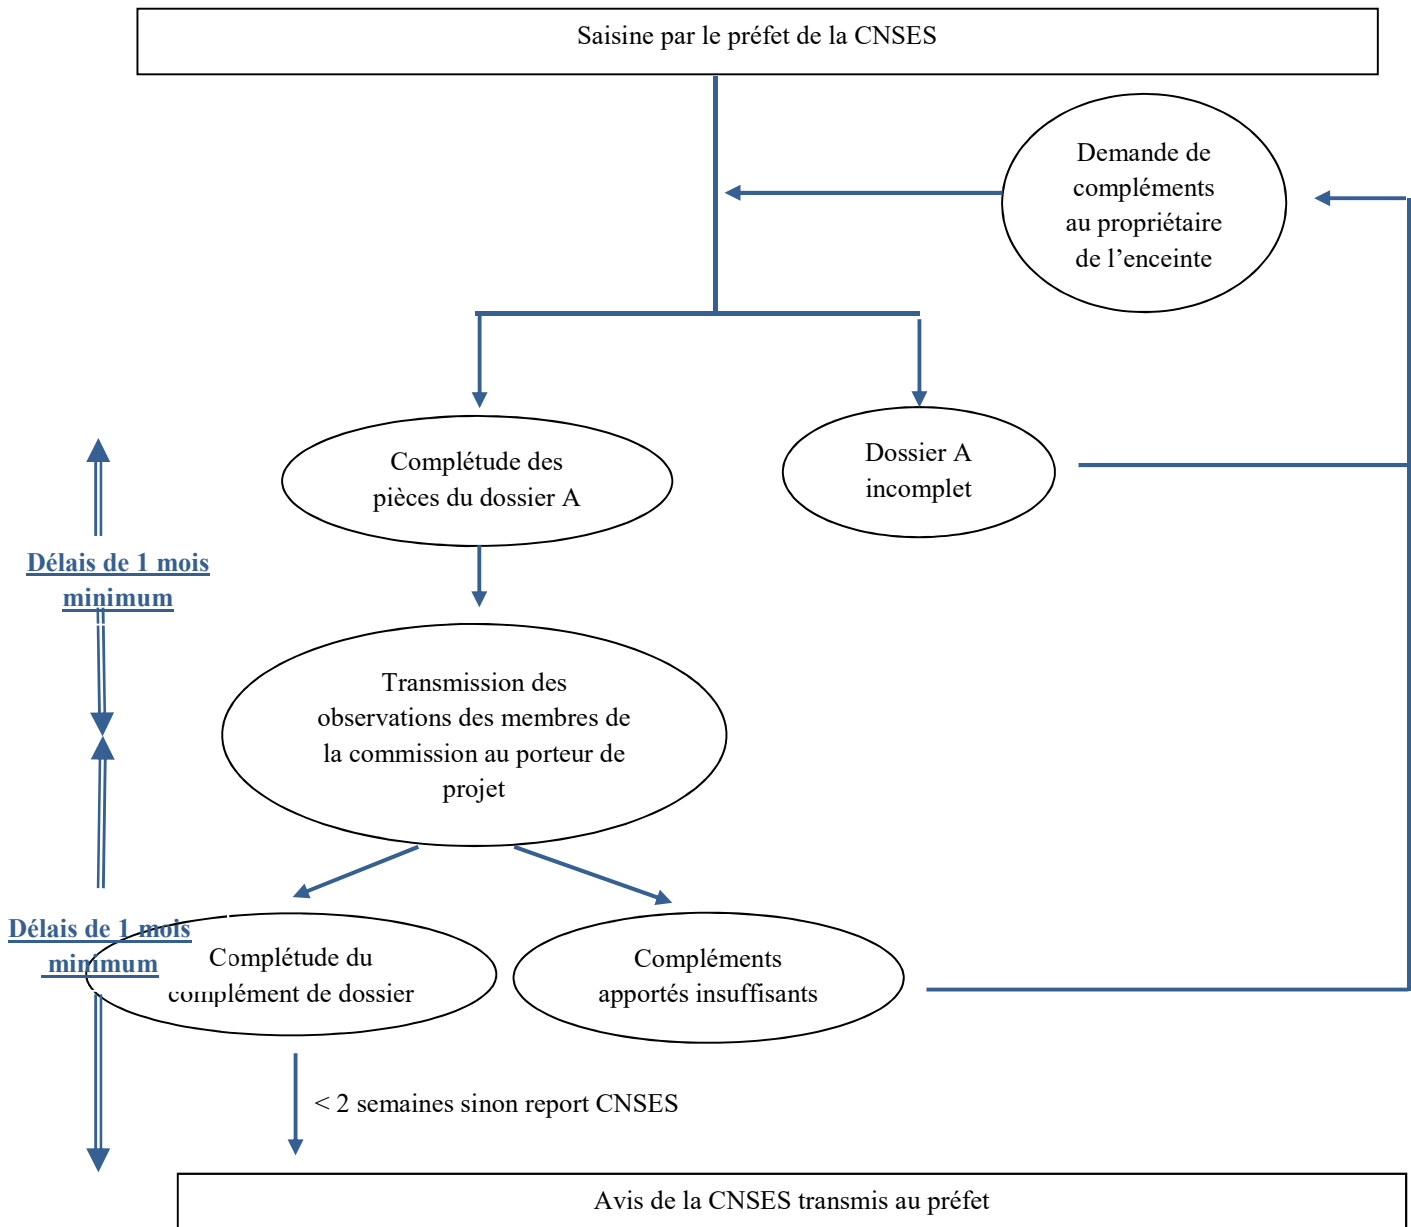 Saisine par le préfet de la CNSES
Demande de
compléments
au propriétaire
de l’enceinte
Complétude des
pièces du dossier A
Dossier A
incomplet
Délais de 1 mois
minimum
Transmission des
observations des membres de
la commission au porteur de
projet
Délais de 1 mois
minimum
Complétude du
complément de dossier
Compléments
apportés insuffisants
< 2 semaines sinon report CNSES
Avis de la CNSES transmis au préfet